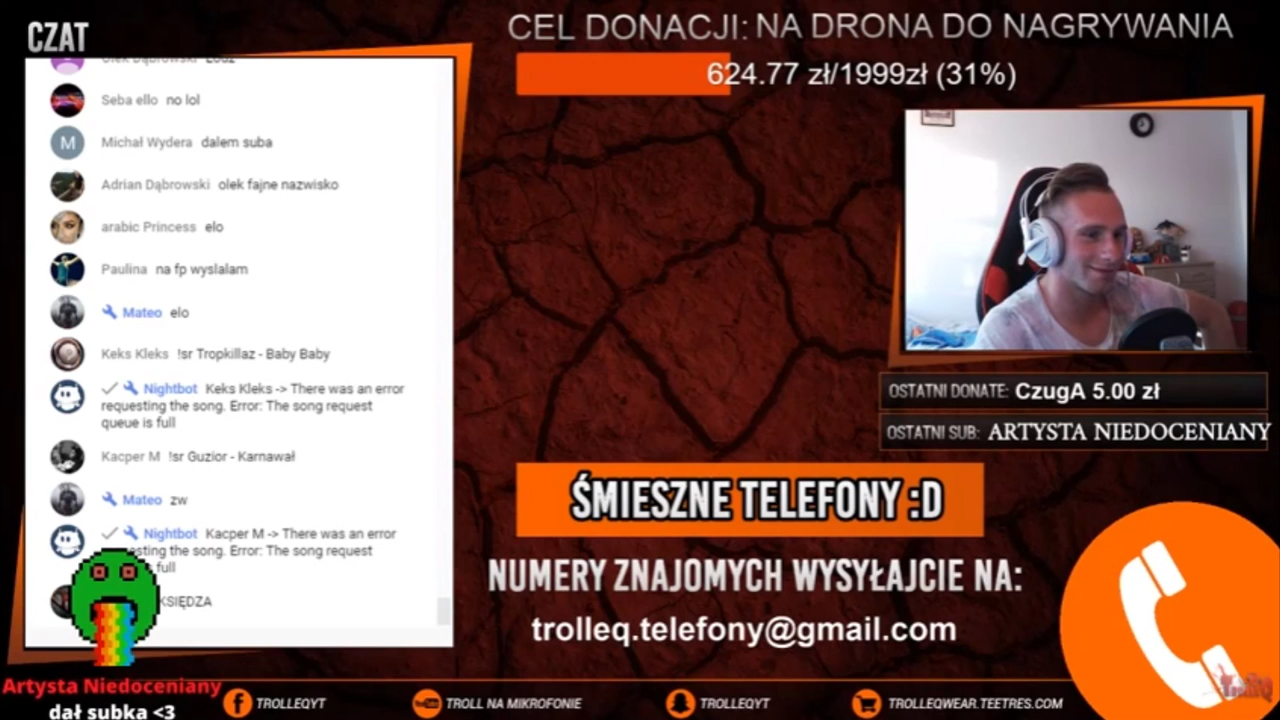 CZAT
CEL DONACJI: NA DRONA DO NAGRYWANIA
624.77 zł/1999zł (31%)
Olek Dąbrowski Łódź
Seba ello no lol
M
Michał Wydera dalem suba
Adrian Dąbrowski olek fajne nazwisko
arabic Princess elo
Paulina na fp wyslalam
Mateo elo
Keks Kleks !sr Tropkillaz - Baby Baby
Nightbot Keks Kleks -> There was an error
requesting the song. Error: The song request
queue is full
Kacper M !sr Guzior - Karnawał
Mateo zw
Nightbot Kacper M -> There was an error
esting the song. Error: The song request
full
KSIĘDZA
OSTATNI DONATE: CzugA 5.00 zł
OSTATNI SUB: ARTYSTA NIEDOCENIANY
ŚMIESZNE TELEFONY :D
NUMERY ZNAJOMYCH WYSYŁAJCIE NA:
trolleq.telefony@gmail.com
Artysta Niedoceniany
dał subka <3
TROLLEQYT
TROLL NA MIKROFONIE
TROLLEQYT
TROLLEQWEAR.TEETRES.COM